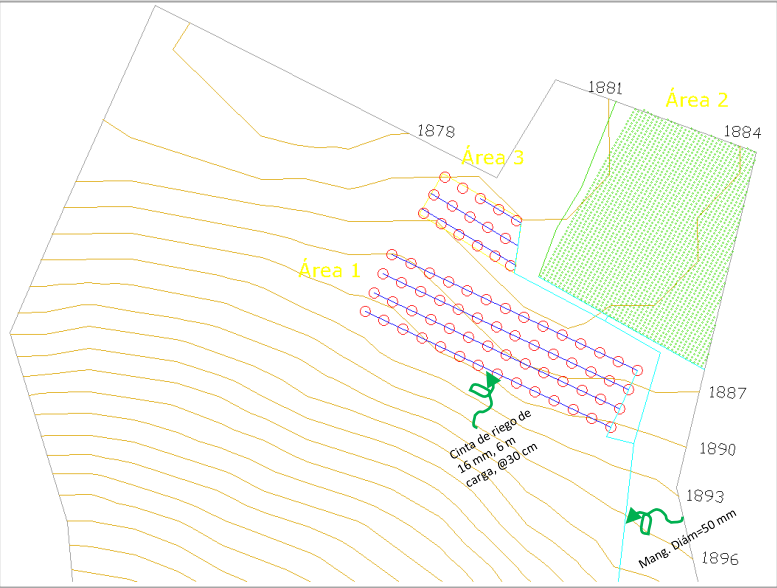 1881
Área 2
1878
1884
Área 3
Área 1
1887
Cinta de riego de
16 mm, 6 m
carga, @30 cm
1890
1893
Mang. Diám=50 mm
1896